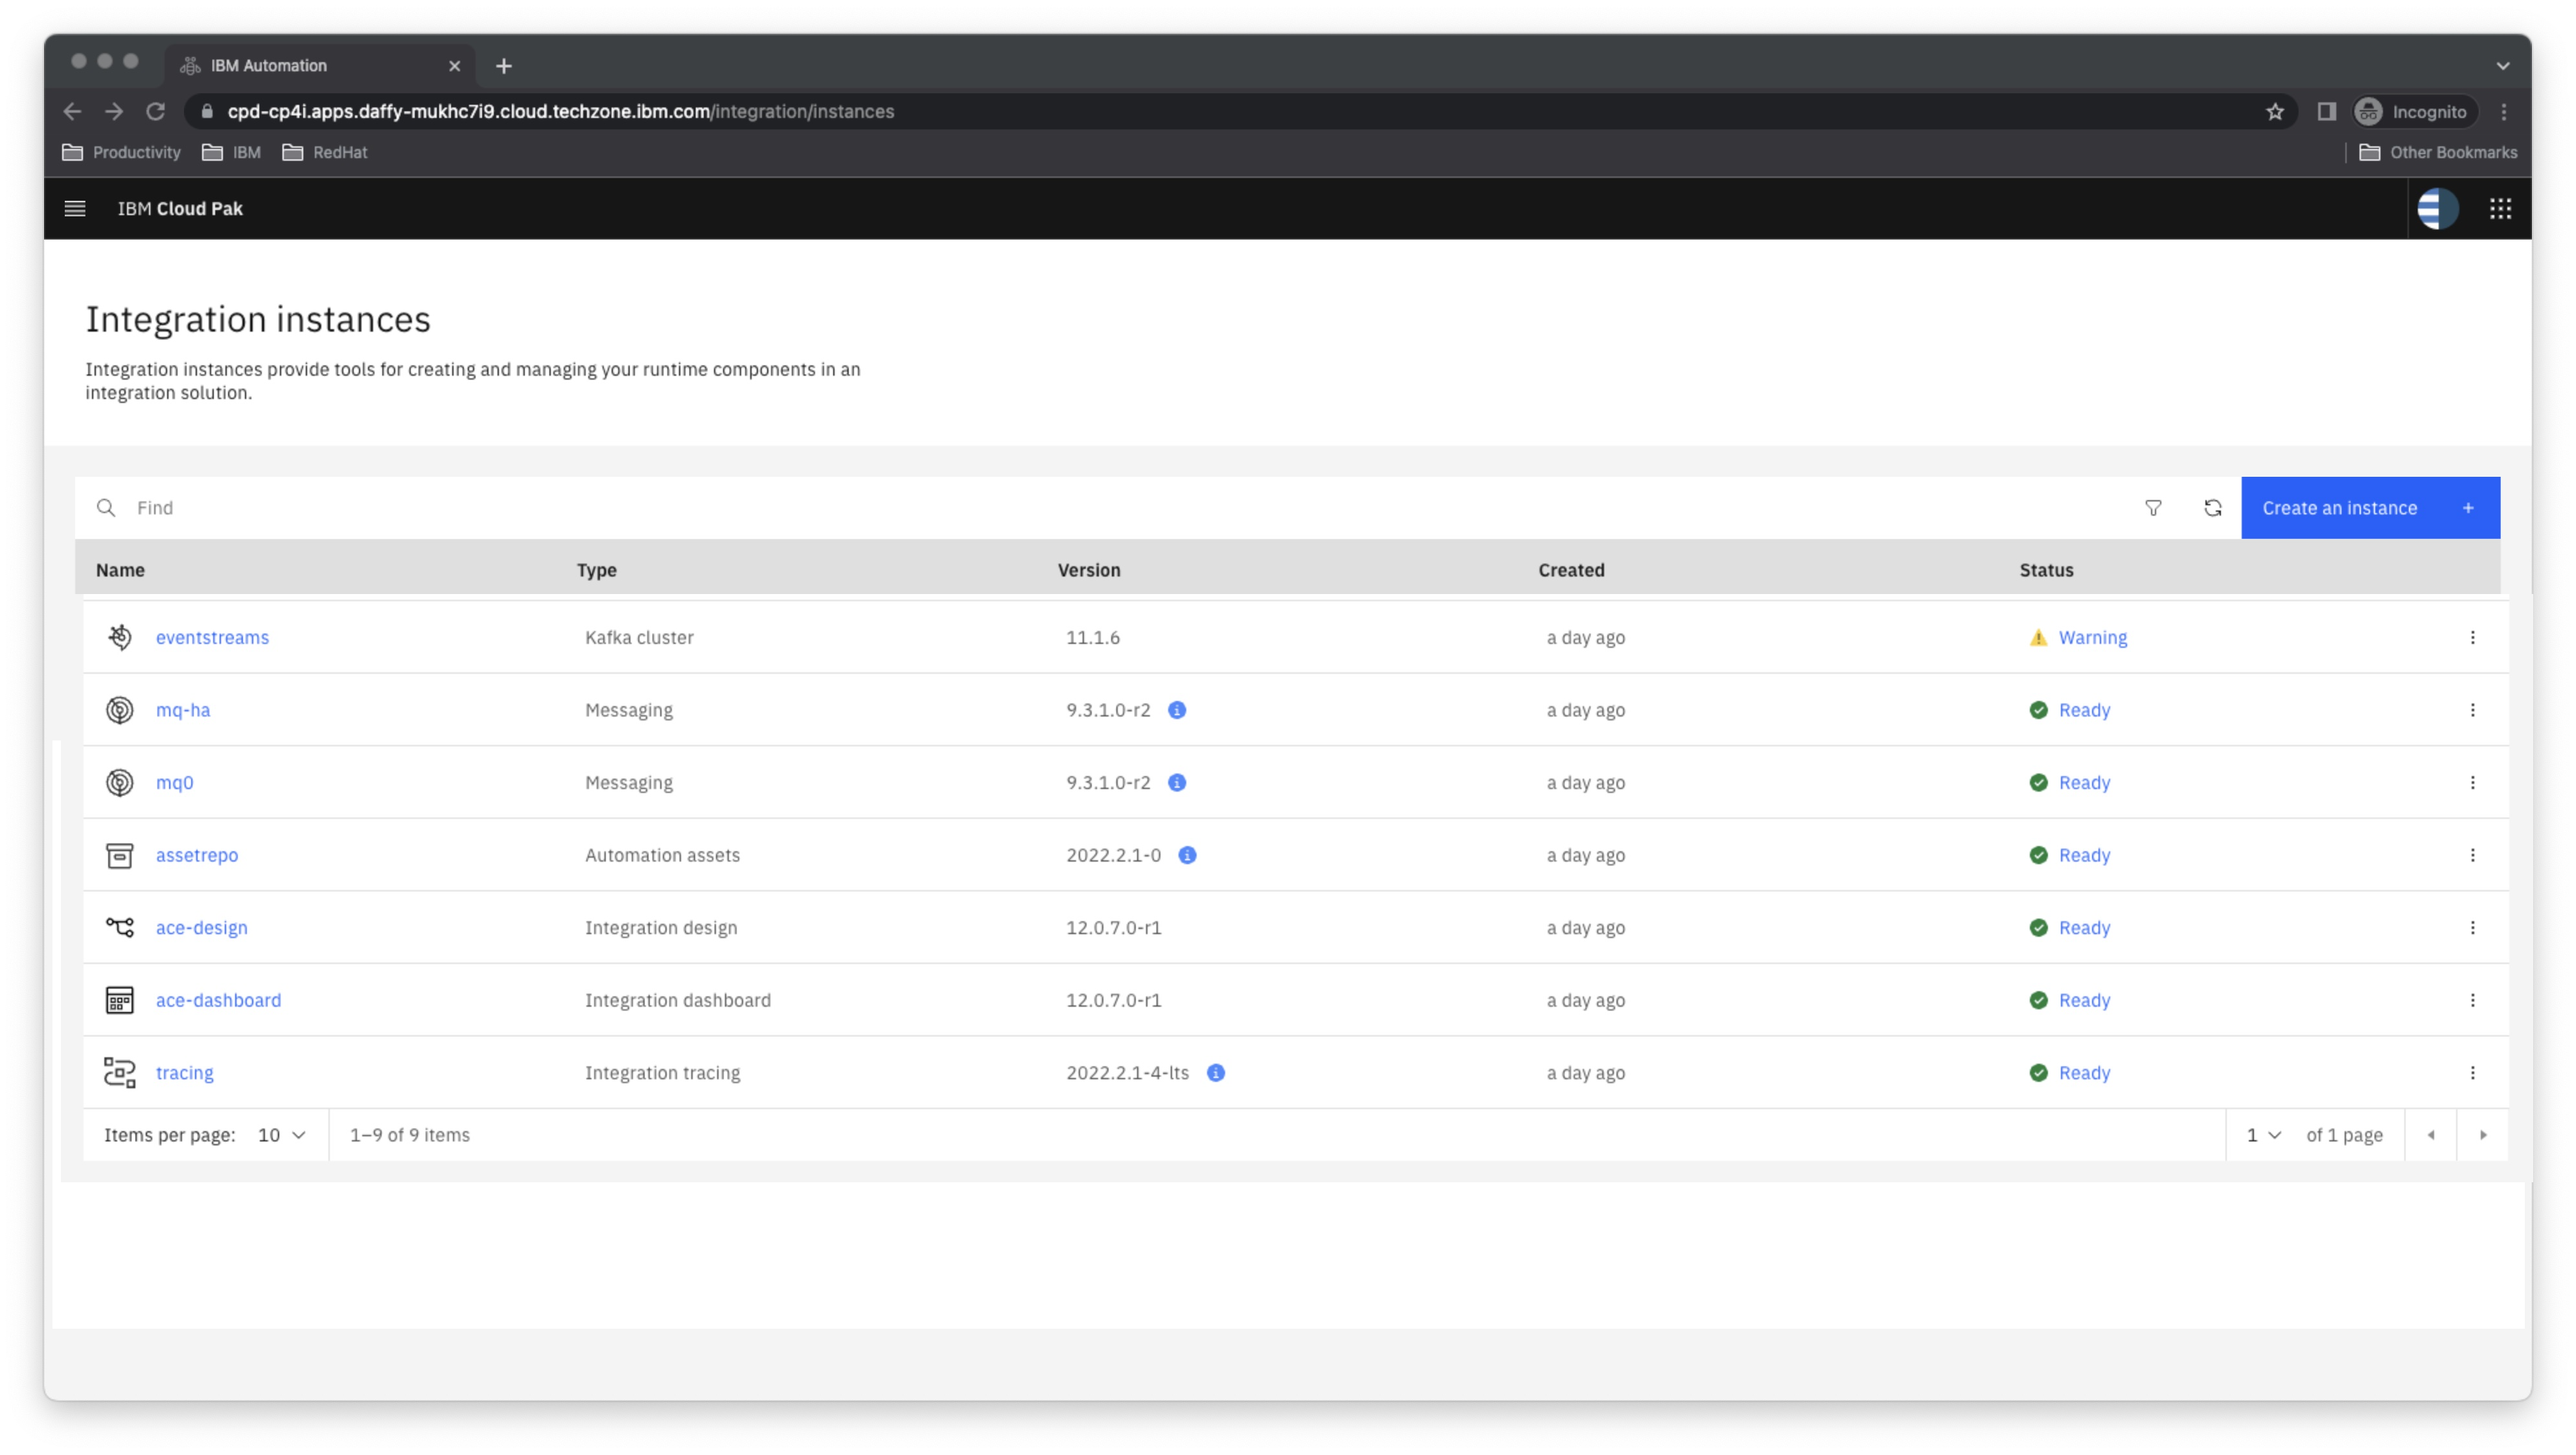 IBM Automation
cpd-cp4i.apps.daffy-mukhc7i9.cloud.techzone.ibm.com/integration/instances
Incognito
Productivity IBM RedHat Other Bookmarks
IBM Cloud Pak
Integration instances
Integration instances provide tools for creating and managing your runtime components in an
integration solution.
Find
Create an instance +
Name Type Version Created Status
eventstreams Kafka cluster 11.1.6 a day ago Warning
mq-ha Messaging 9.3.1.0-r2 a day ago Ready
mq0 Messaging 9.3.1.0-r2 a day ago Ready
assetrepo Automation assets 2022.2.1-0 a day ago Ready
ace-design Integration design 12.0.7.0-r1 a day ago Ready
ace-dashboard Integration dashboard 12.0.7.0-r1 a day ago Ready
tracing Integration tracing 2022.2.1-4-lts a day ago Ready
Items per page: 10 1–9 of 9 items 1 of 1 page